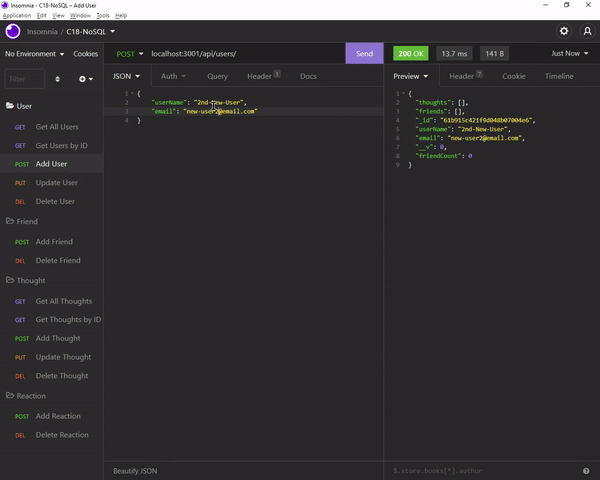 Insomnia - C18-NoSQL – Add User
Application Edit View Window Tools Help
Insomnia / C18-NoSQL
No Environment Cookies
POST localhost:3001/api/users/ Send
200 OK 13.7 ms 141 B Just Now
Filter
JSON Auth Query Header 1 Docs
Preview Header 7 Cookie Timeline
User
GET Get All Users
GET Get Users by ID
POST Add User
PUT Update User
DEL Delete User
Friend
POST Add Friend
DEL Delete Friend
Thought
GET Get All Thoughts
GET Get Thoughts by ID
POST Add Thought
PUT Update Thought
DEL Delete Thought
Reaction
POST Add Reaction
DEL Delete Reaction
1 {
2 "userName": "2nd-New-User",
3 "email": "new-user2@email.com"
4 }
1 {
2 "thoughts": [],
3 "friends": [],
4 "_id": "61b915c421f9d048b07004e6",
5 "userName": "2nd-New-User",
6 "email": "new-user2@email.com",
7 "__v": 0,
8 "friendCount": 0
9 }
Beautify JSON
$.store.books[*].author